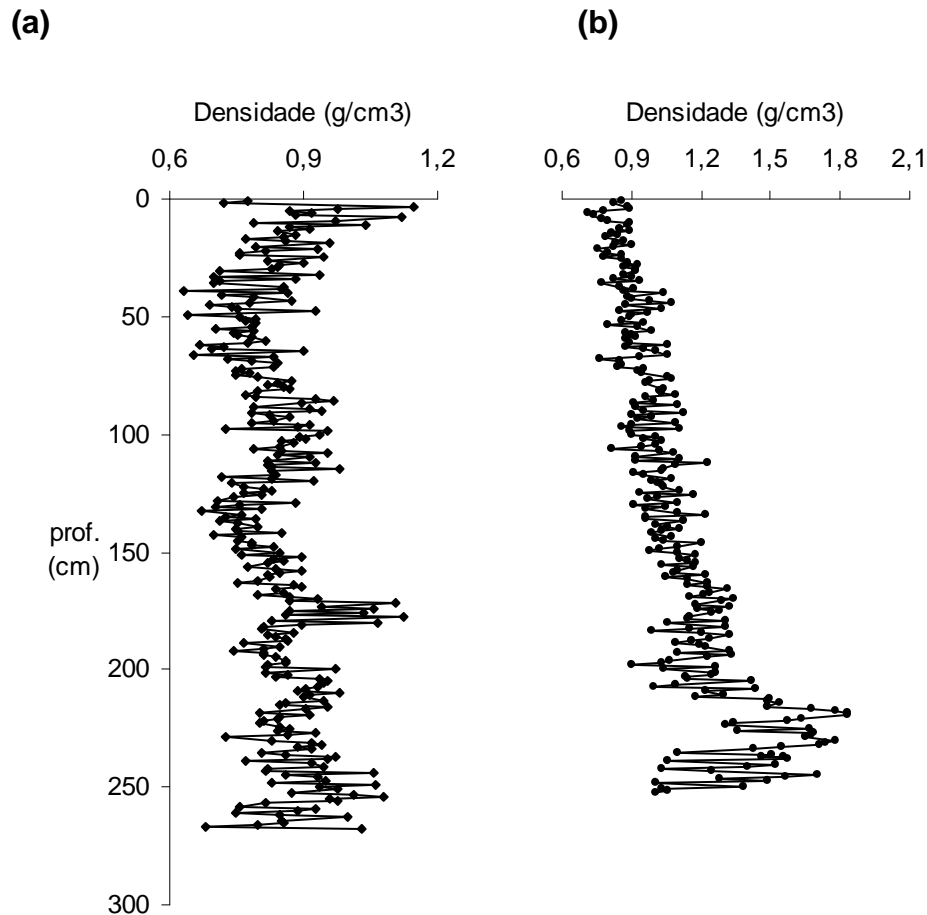 (a) (b)
Densidade (g/cm3) Densidade (g/cm3)
0,6 0,9 1,2 0,6 0,9 1,2 1,5 1,8 2,1
0
50
100
prof.
(cm)
150
200
250
300